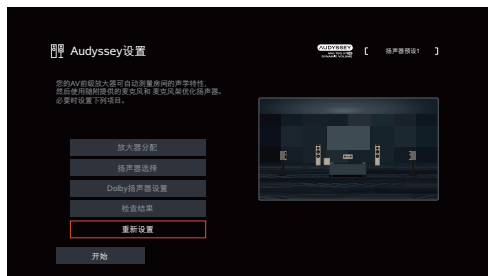 Audyssey设置
AUDYSSEY
MULTEQ XT32
DYNAMIC VOLUME
[ 扬声器预设1 ]
您的AV前级放大器可自动测量房间的声学特性,
然后使用随附提供的麦克风和 麦克风架优化扬声器。
必要时设置下列项目。
放大器分配
扬声器选择
Dolby扬声器设置
检查结果
重新设置
开始